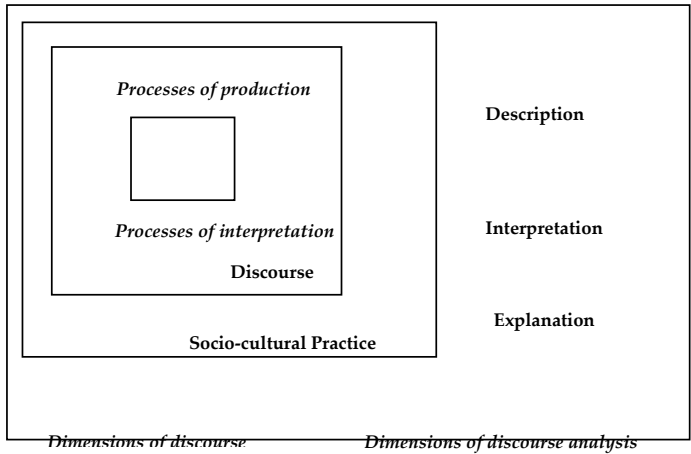 Processes of production
Description
Processes of interpretation
Interpretation
Discourse
Explanation
Socio-cultural Practice
Dimensions of discourse
Dimensions of discourse analysis